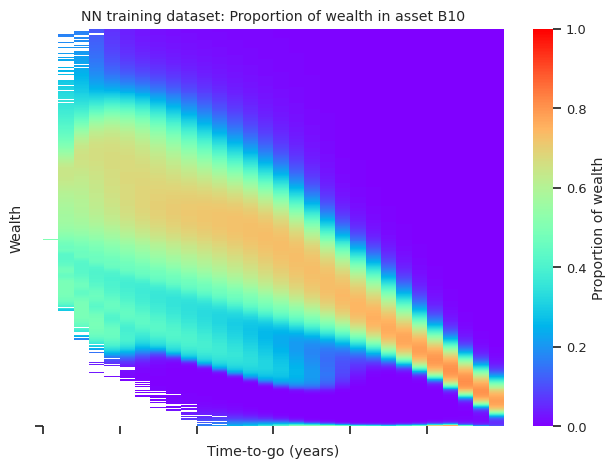 NN training dataset: Proportion of wealth in asset B10
Wealth
Time-to-go (years)
1.0
0.8
0.6
0.4
0.2
0.0
Proportion of wealth